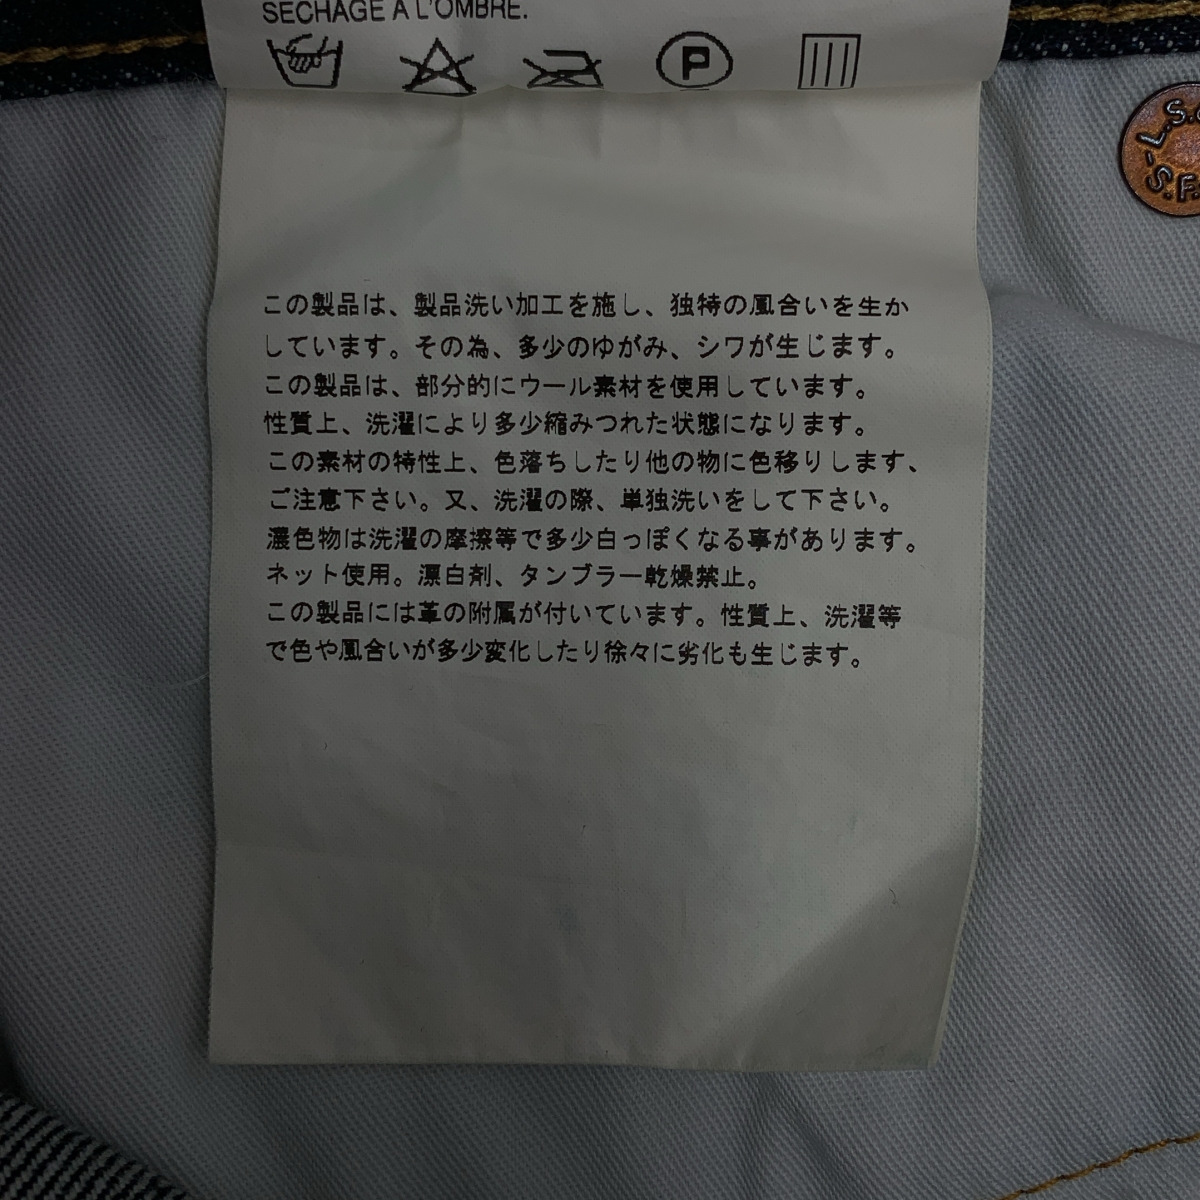 SECHAGE A L'OMBRE.
P
L.S.
-S.F.
この製品は、製品洗い加工を施し、独特の風合いを生か
しています。その為、多少のゆがみ、シワが生じます。
この製品は、部分的にウール素材を使用しています。
性質上、洗濯により多少縮みつれた状態になります。
この素材の特性上、色落ちしたり他の物に色移りします、
ご注意下さい。又、洗濯の際、単独洗いをして下さい。
濃色物は洗濯の摩擦等で多少白っぽくなる事があります。
ネット使用。漂白剤、タンブラー乾燥禁止。
この製品には革の附属が付いています。性質上、洗濯等
で色や風合いが多少変化したり徐々に劣化も生じます。